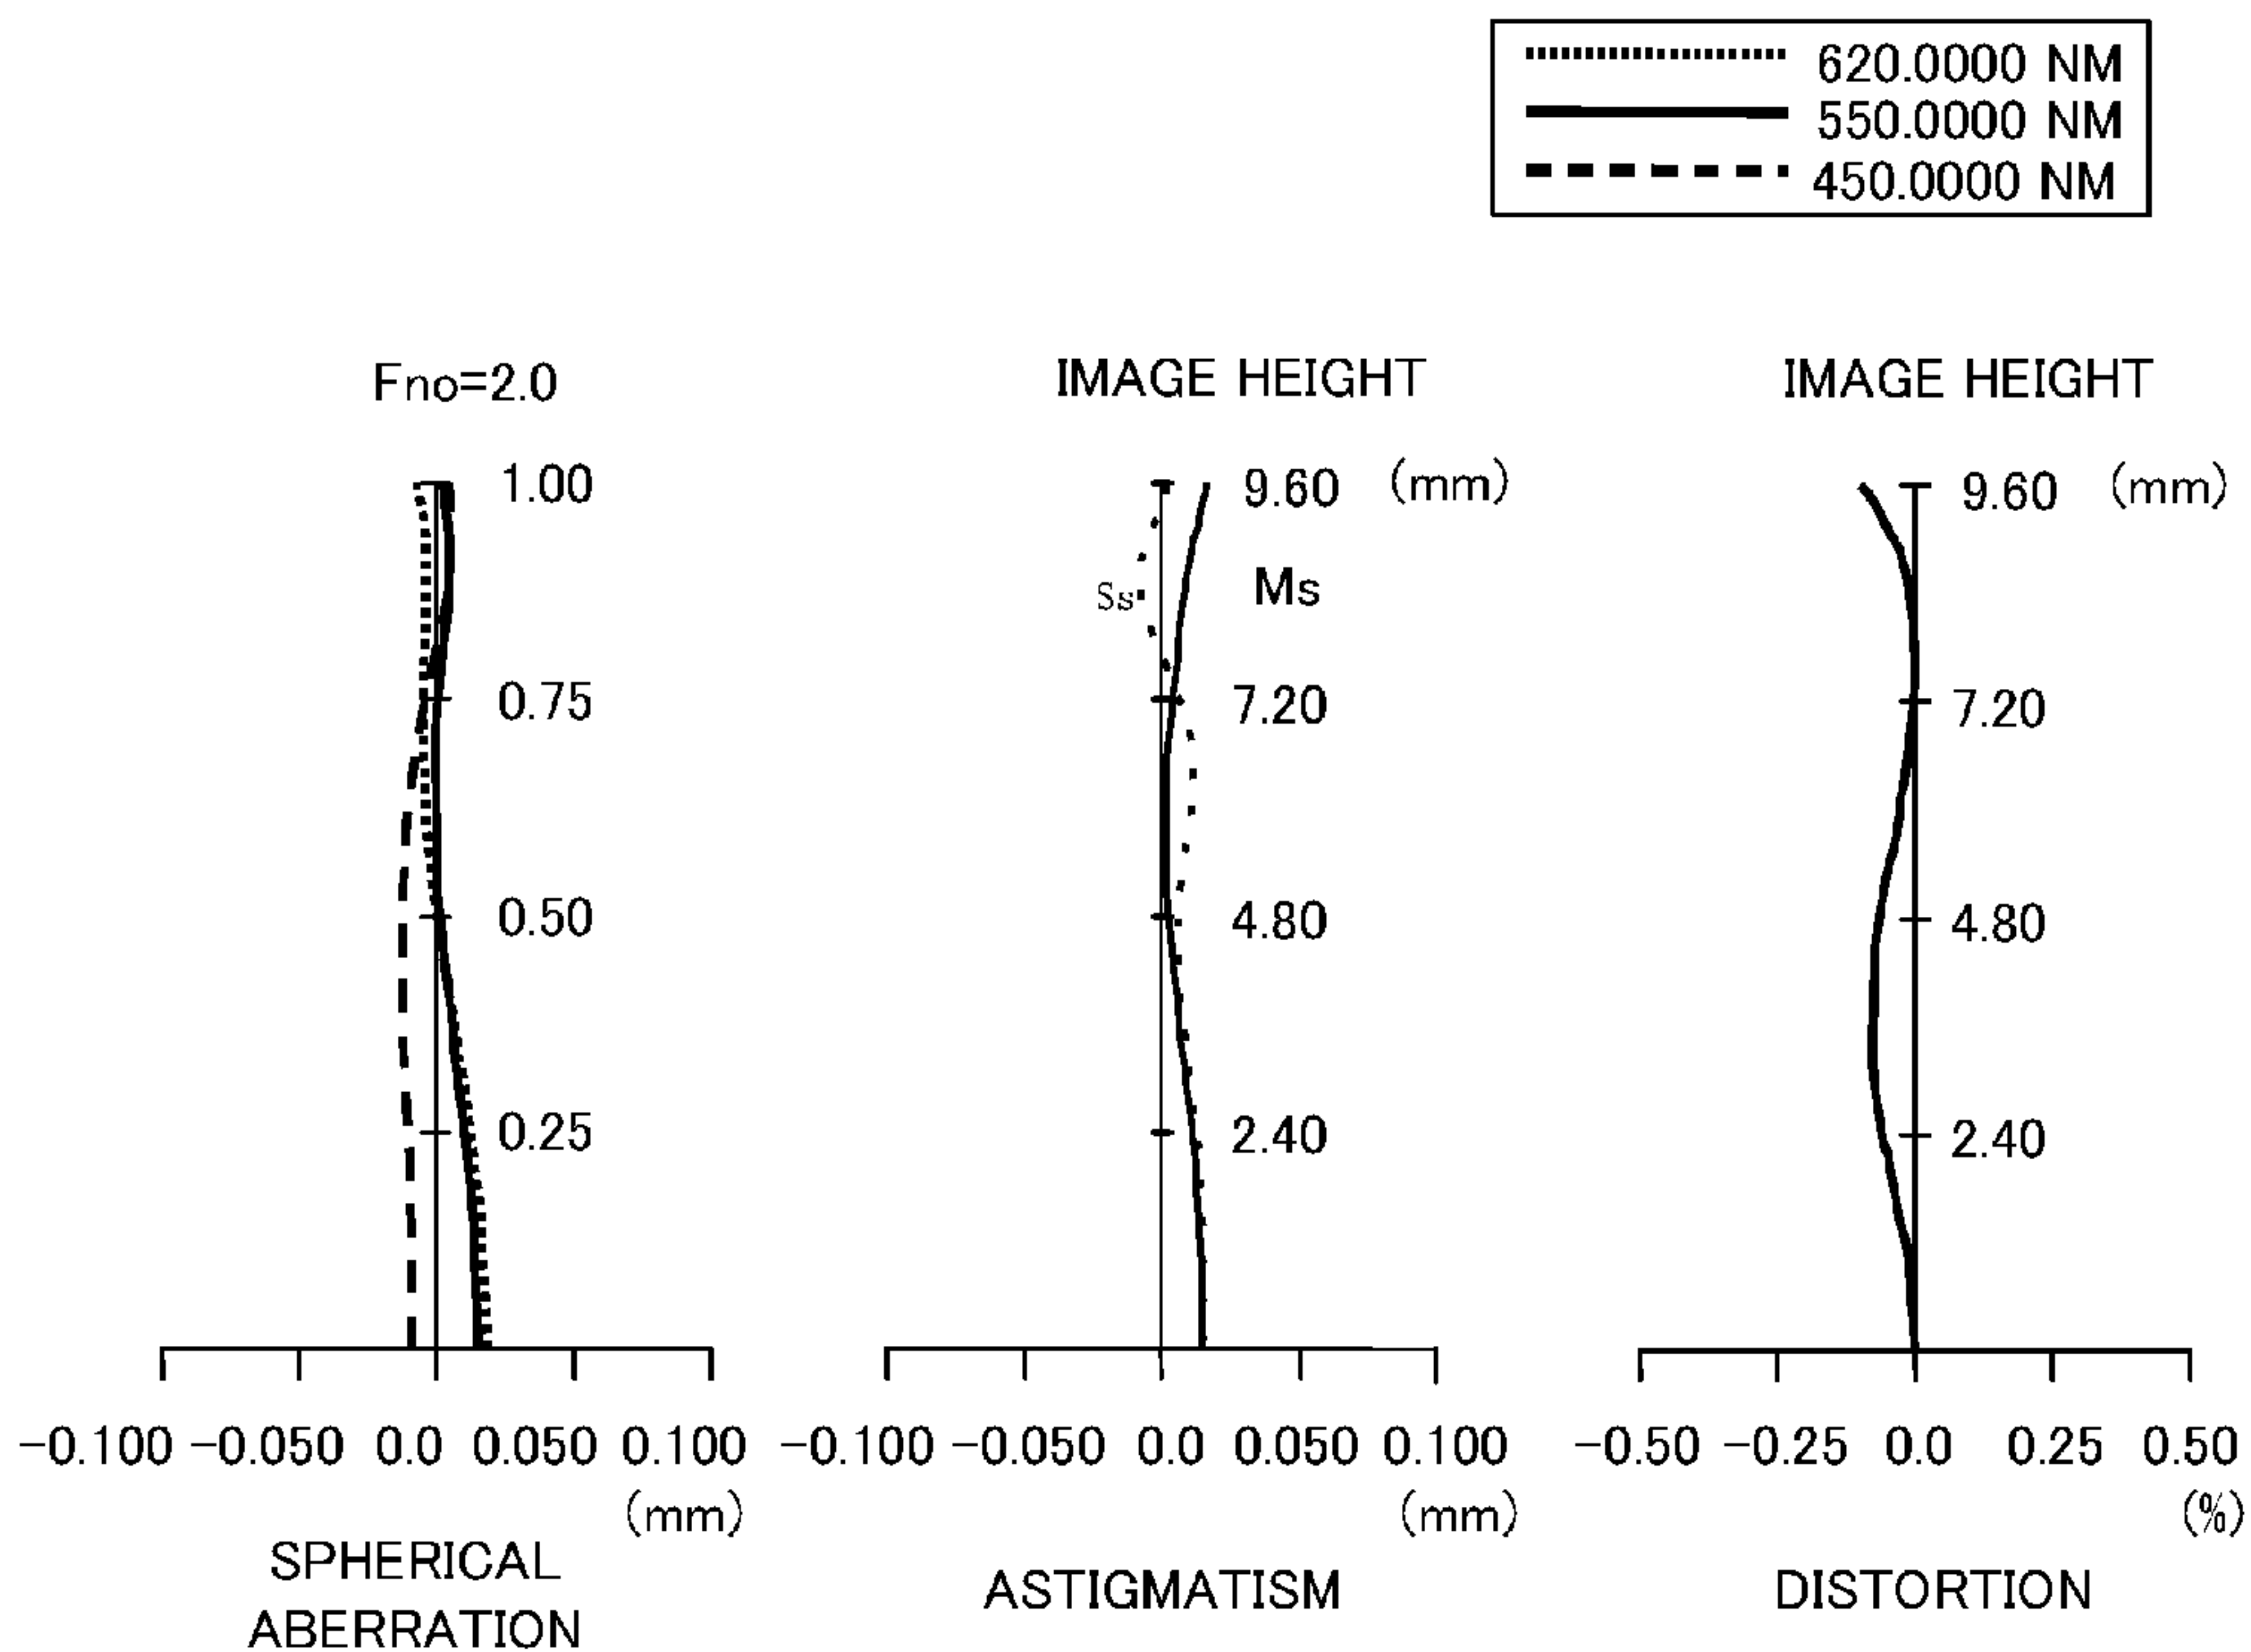 620.0000 NM
550.0000 NM
450.0000 NM
Fno=2.0
1.00
0.75
0.50
0.25
−0.100 −0.050 0.0 0.050 0.100
(mm)
SPHERICAL
ABERRATION
IMAGE HEIGHT
9.60 (mm)
Ss
Ms
7.20
4.80
2.40
−0.100 −0.050 0.0 0.050 0.100
(mm)
ASTIGMATISM
IMAGE HEIGHT
9.60 (mm)
7.20
4.80
2.40
−0.50 −0.25 0.0 0.25 0.50
(%)
DISTORTION